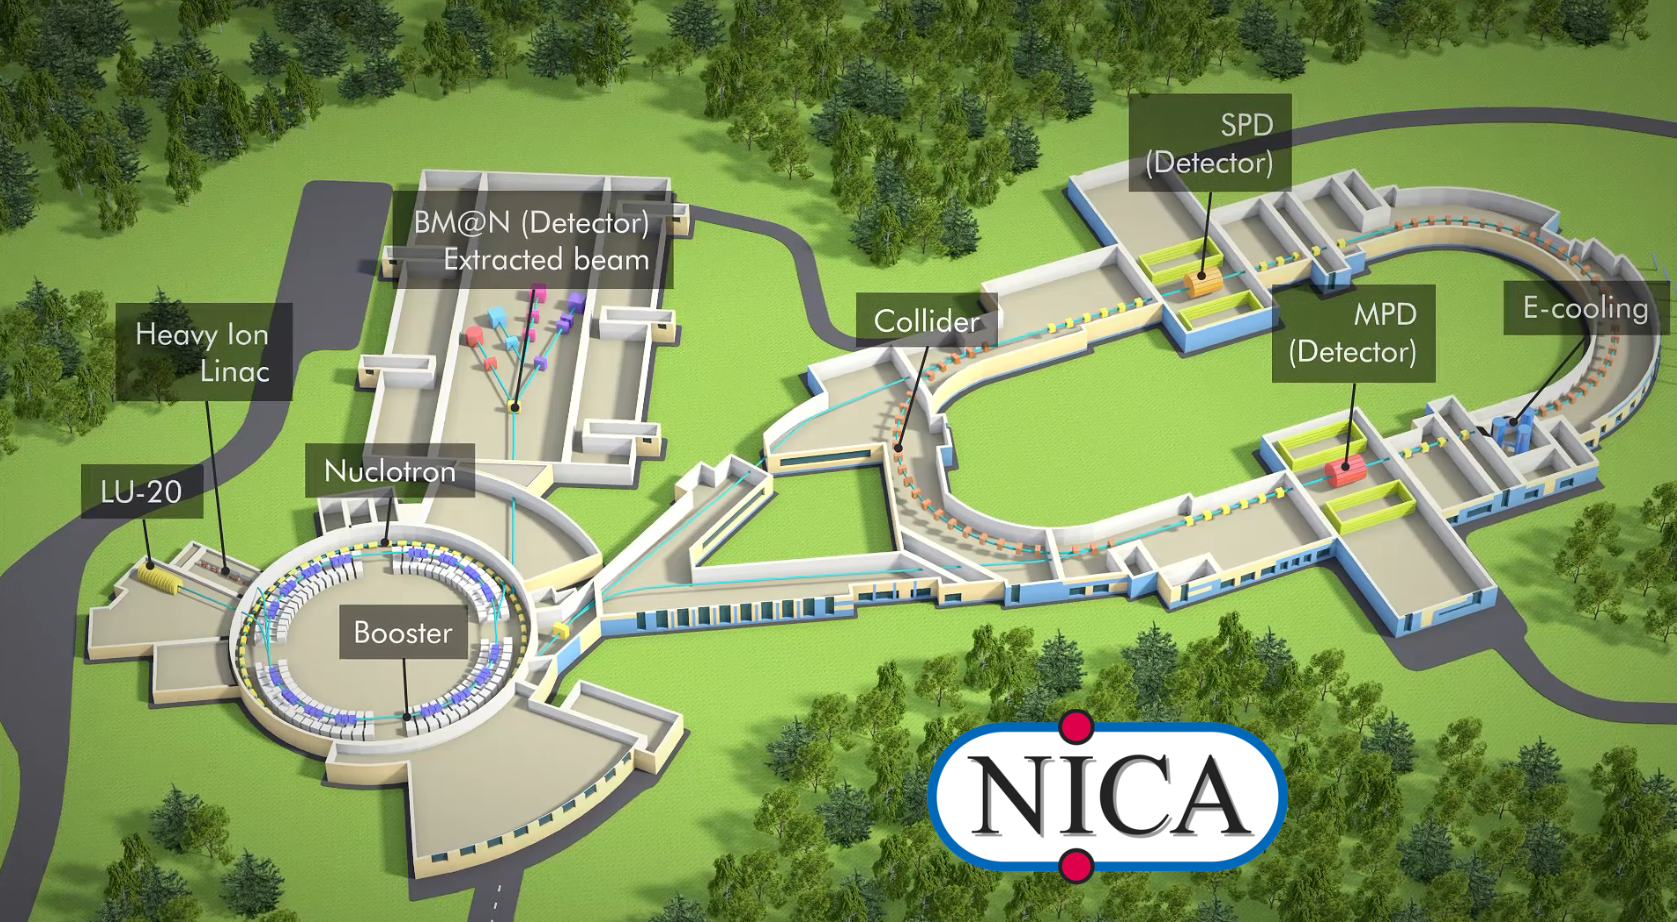 SPD
(Detector)
BM@N (Detector)
Extracted beam
Heavy Ion
Linac
Collider
MPD
(Detector)
E-cooling
LU-20
Nuclotron
Booster
NICA